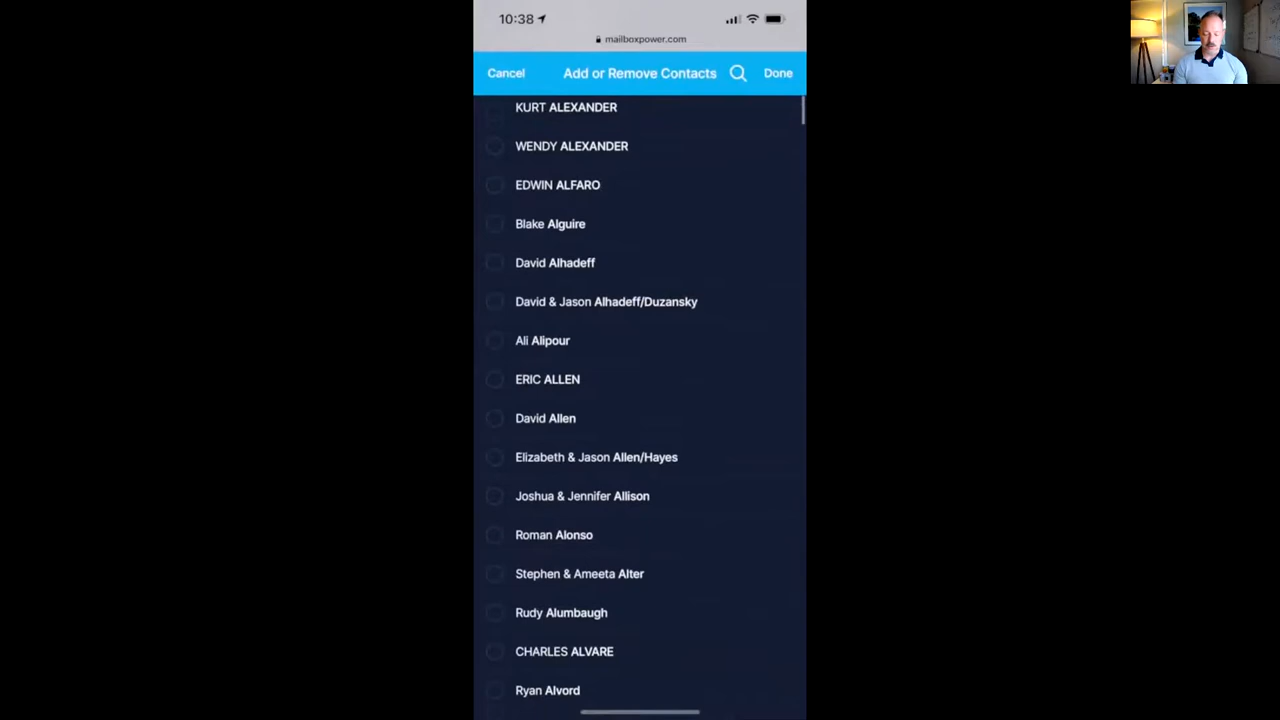 10:38
mailboxpower.com
Cancel Add or Remove Contacts Done
KURT ALEXANDER
WENDY ALEXANDER
EDWIN ALFARO
Blake Alguire
David Alhadeff
David & Jason Alhadeff/Duzansky
Ali Alipour
ERIC ALLEN
David Allen
Elizabeth & Jason Allen/Hayes
Joshua & Jennifer Allison
Roman Alonso
Stephen & Ameeta Alter
Rudy Alumbaugh
CHARLES ALVARE
Ryan Alvord